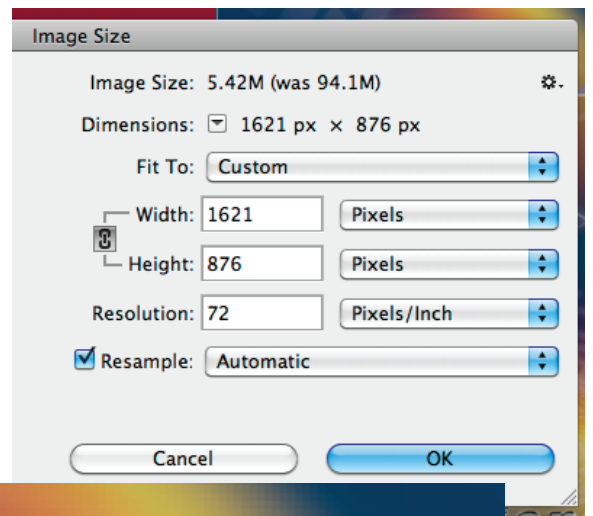 Image Size
Image Size: 5.42M (was 94.1M)
Dimensions: 1621 px × 876 px
Fit To: Custom
Width: 1621 Pixels
Height: 876 Pixels
Resolution: 72 Pixels/Inch
Resample: Automatic
Cancel OK